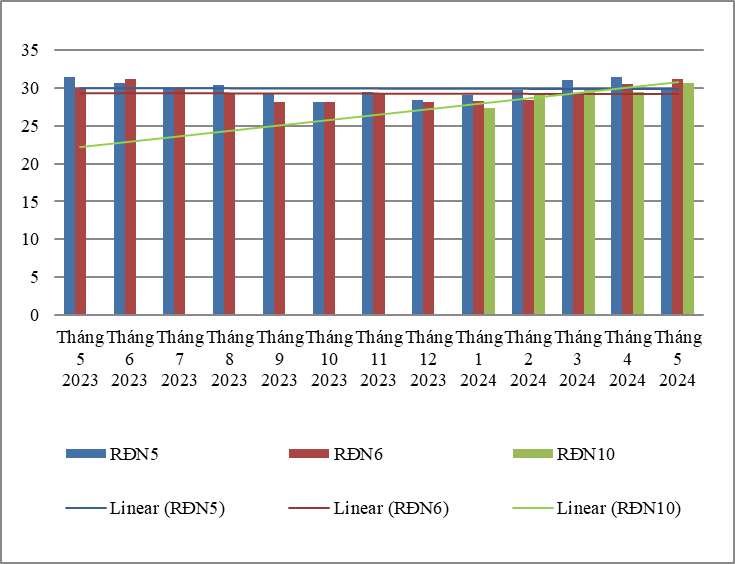 35
30
25
20
15
10
5
0
Tháng Tháng Tháng Tháng Tháng Tháng Tháng Tháng Tháng Tháng Tháng Tháng Tháng
5 6 7 8 9 10 11 12 1 2 3 4 5
2023 2023 2023 2023 2023 2023 2023 2023 2024 2024 2024 2024 2024
RĐN5 RĐN6 RĐN10
Linear (RĐN5) Linear (RĐN6) Linear (RĐN10)